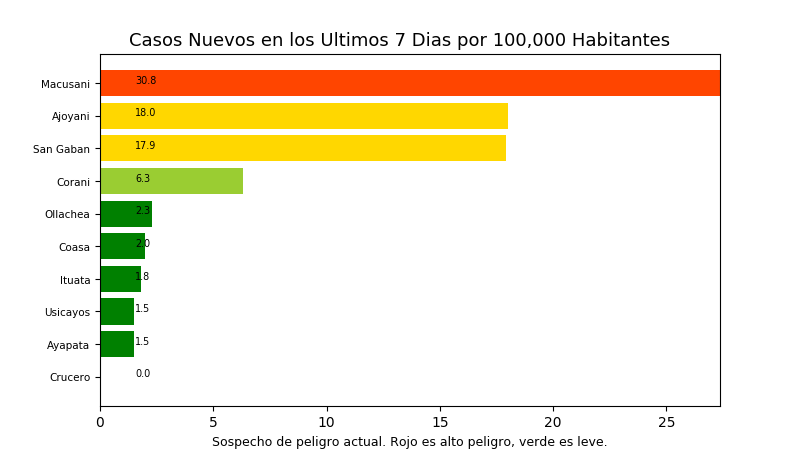 Casos Nuevos en los Ultimos 7 Dias por 100,000 Habitantes
Macusani 30.8
Ajoyani 18.0
San Gaban 17.9
Corani 6.3
Ollachea 2.3
Coasa 2.0
Ituata 1.8
Usicayos 1.5
Ayapata 1.5
Crucero 0.0
0 5 10 15 20 25
Sospecho de peligro actual. Rojo es alto peligro, verde es leve.